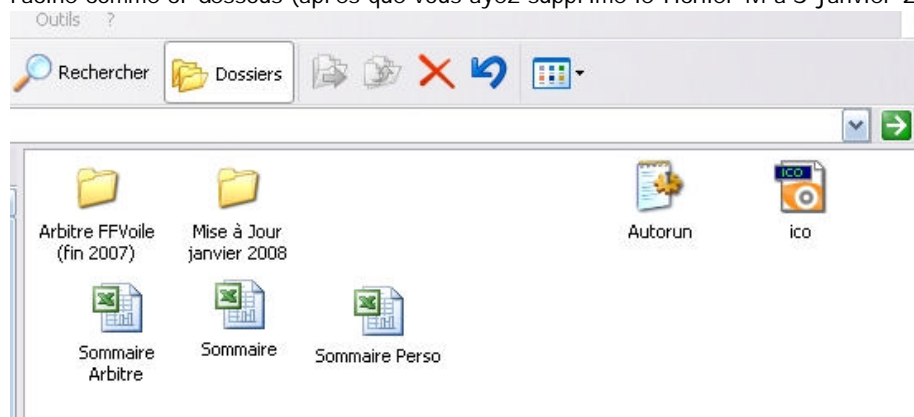 Outils ?
Rechercher Dossiers
Arbitre FFVoile
(fin 2007)
Mise à Jour
janvier 2008
Autorun
ICO
ico
Sommaire
Arbitre
Sommaire
Sommaire Perso